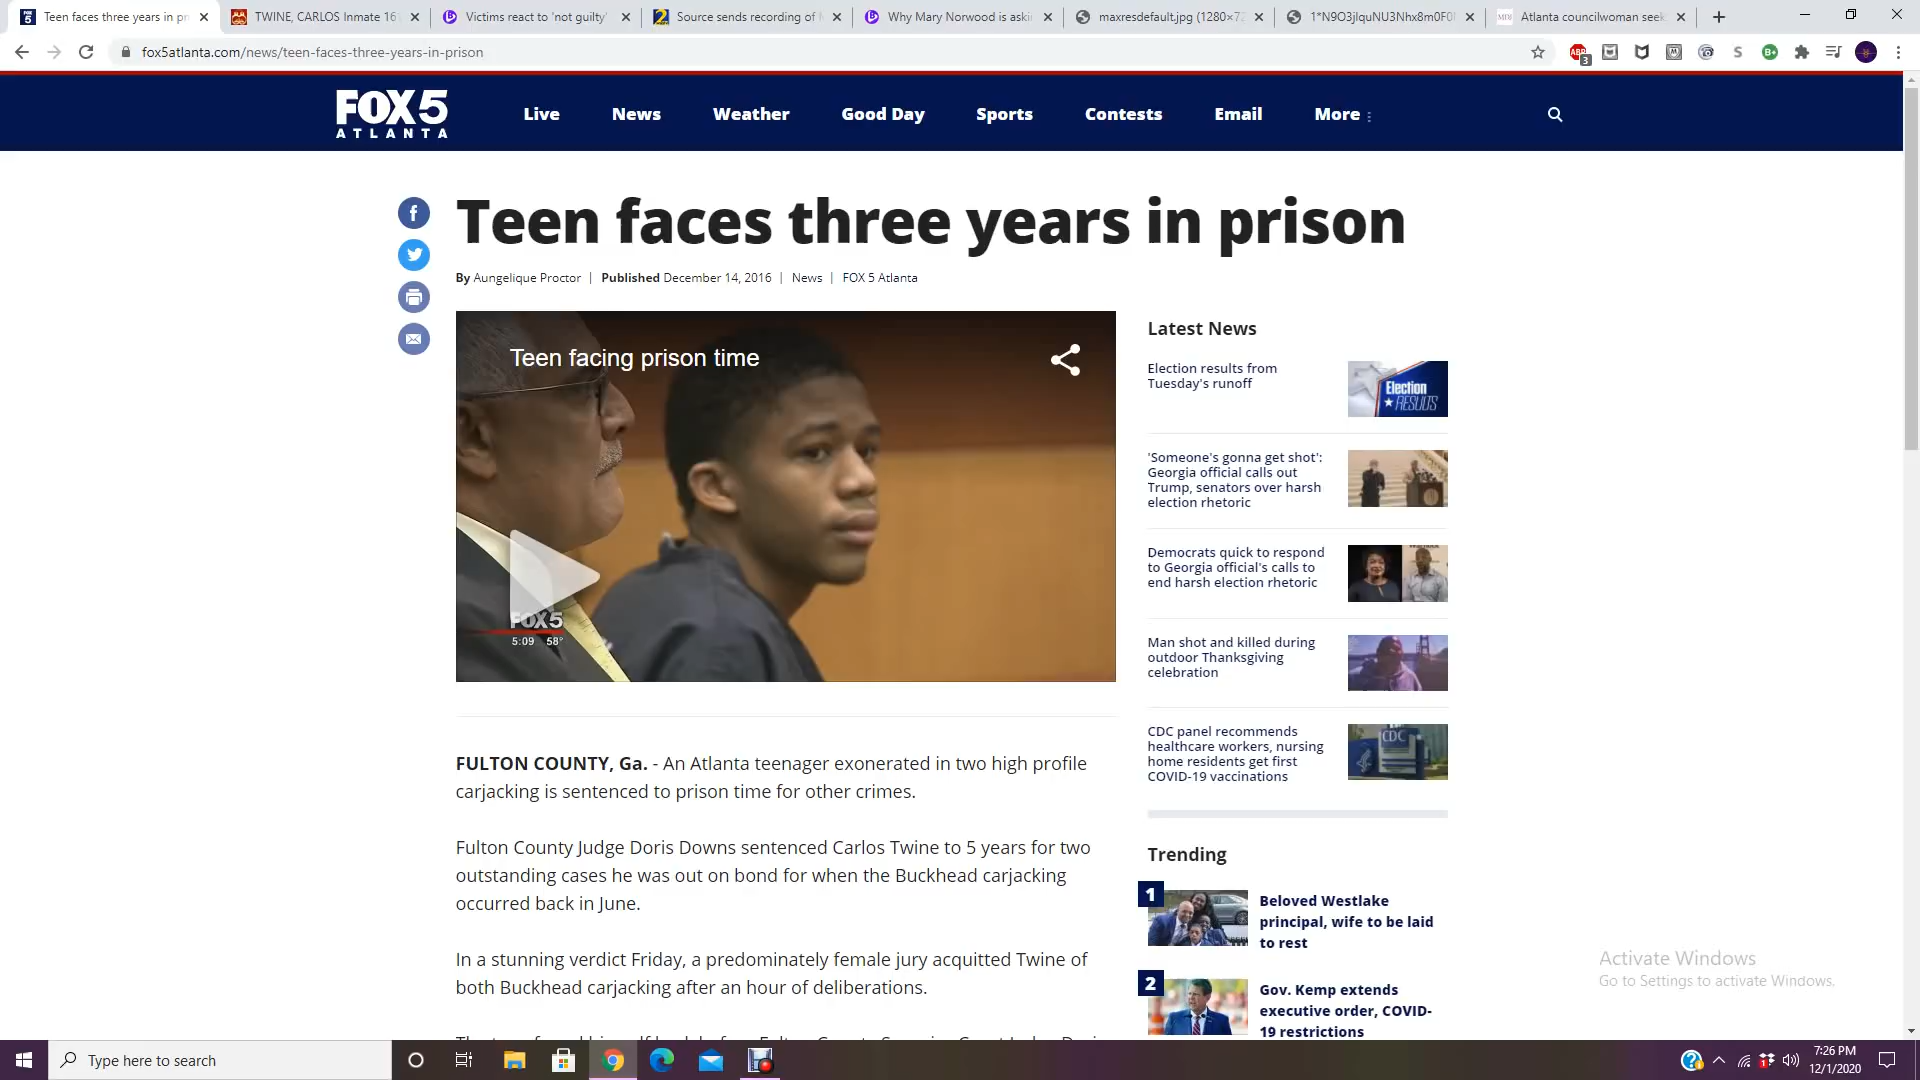 Teen faces three years in pr
TWINE, CARLOS Inmate 16
Victims react to 'not guilty'
Source sends recording of
Why Mary Norwood is aski
maxresdefault.jpg (1280×72
Atlanta councilwoman seek
fox5atlanta.com/news/teen-faces-three-years-in-prison
FOX 5
ATLANTA
Live
News
Weather
Good Day
Sports
Contests
Email
More
Teen faces three years in prison
By Aungelique Proctor | Published December 14, 2016 | News | FOX 5 Atlanta
Teen facing prison time
FOX5
5:09 58°
FULTON COUNTY, Ga. - An Atlanta teenager exonerated in two high profile
carjacking is sentenced to prison time for other crimes.
Fulton County Judge Doris Downs sentenced Carlos Twine to 5 years for two
outstanding cases he was out on bond for when the Buckhead carjacking
occurred back in June.
In a stunning verdict Friday, a predominately female jury acquitted Twine of
both Buckhead carjacking after an hour of deliberations.
Latest News
Election results from
Tuesday's runoff
Election
RESULTS
'Someone's gonna get shot':
Georgia official calls out
Trump, senators over harsh
election rhetoric
Democrats quick to respond
to Georgia official's calls to
end harsh election rhetoric
Man shot and killed during
outdoor Thanksgiving
celebration
CDC panel recommends
healthcare workers, nursing
home residents get first
COVID-19 vaccinations
CDC
Trending
1
Beloved Westlake
principal, wife to be laid
to rest
2
Gov. Kemp extends
executive order, COVID-
19 restrictions
Activate Windows
Go to Settings to activate Windows.
Type here to search
7:26 PM
12/1/2020